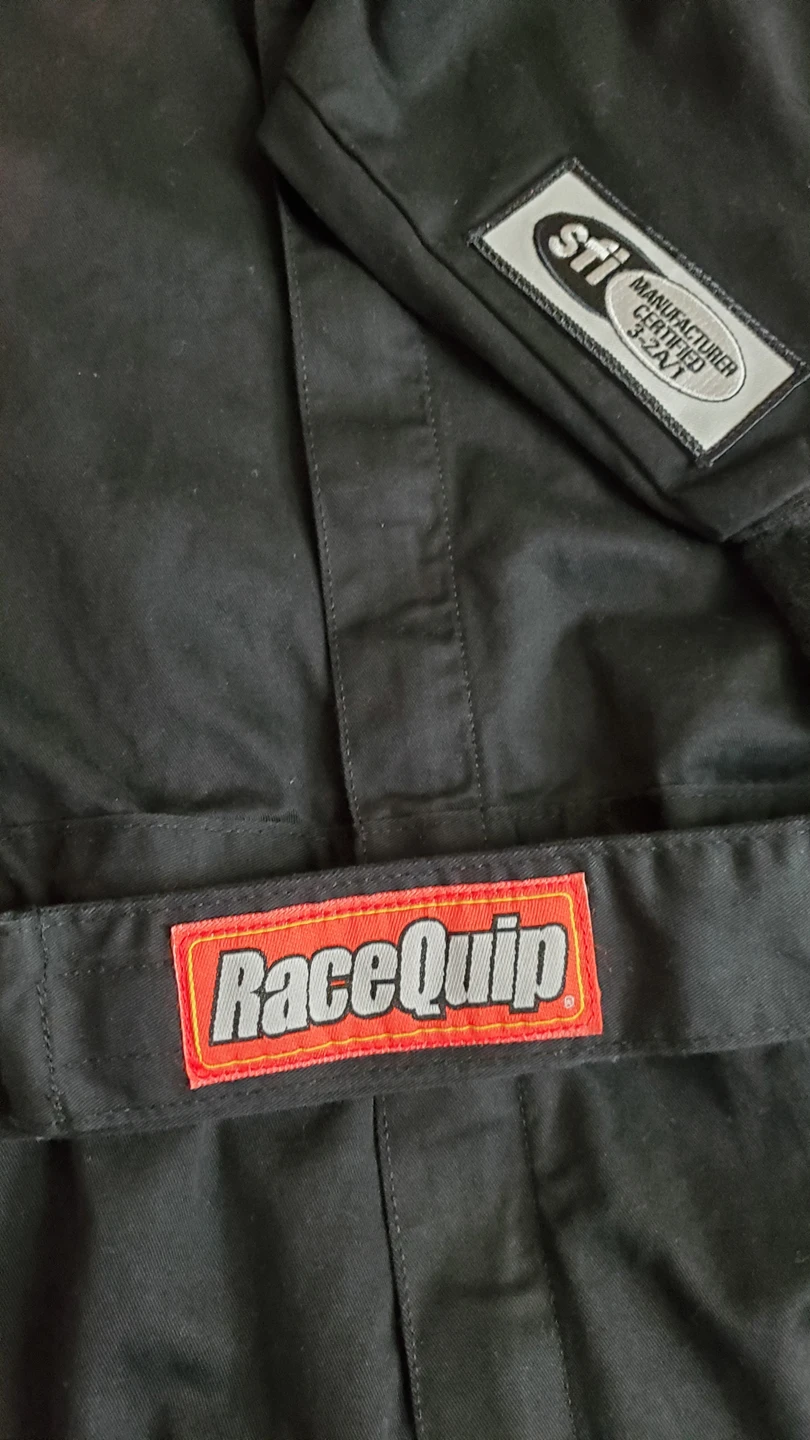 sfi
MANUFACTURER
CERTIFIED
3-2A/1
RaceQuip®